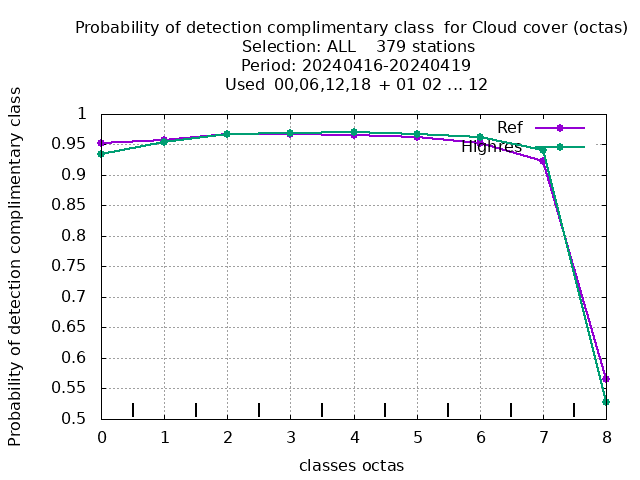 Probability of detection complimentary class  for Cloud cover (octas)
Selection: ALL    379 stations
Period: 20240416-20240419
Used  00,06,12,18  + 01 02 ... 12
Probability of detection complimentary class
1
0.95
0.9
0.85
0.8
0.75
0.7
0.65
0.6
0.55
0.5
Ref
Highres
0 1 2 3 4 5 6 7 8
classes octas